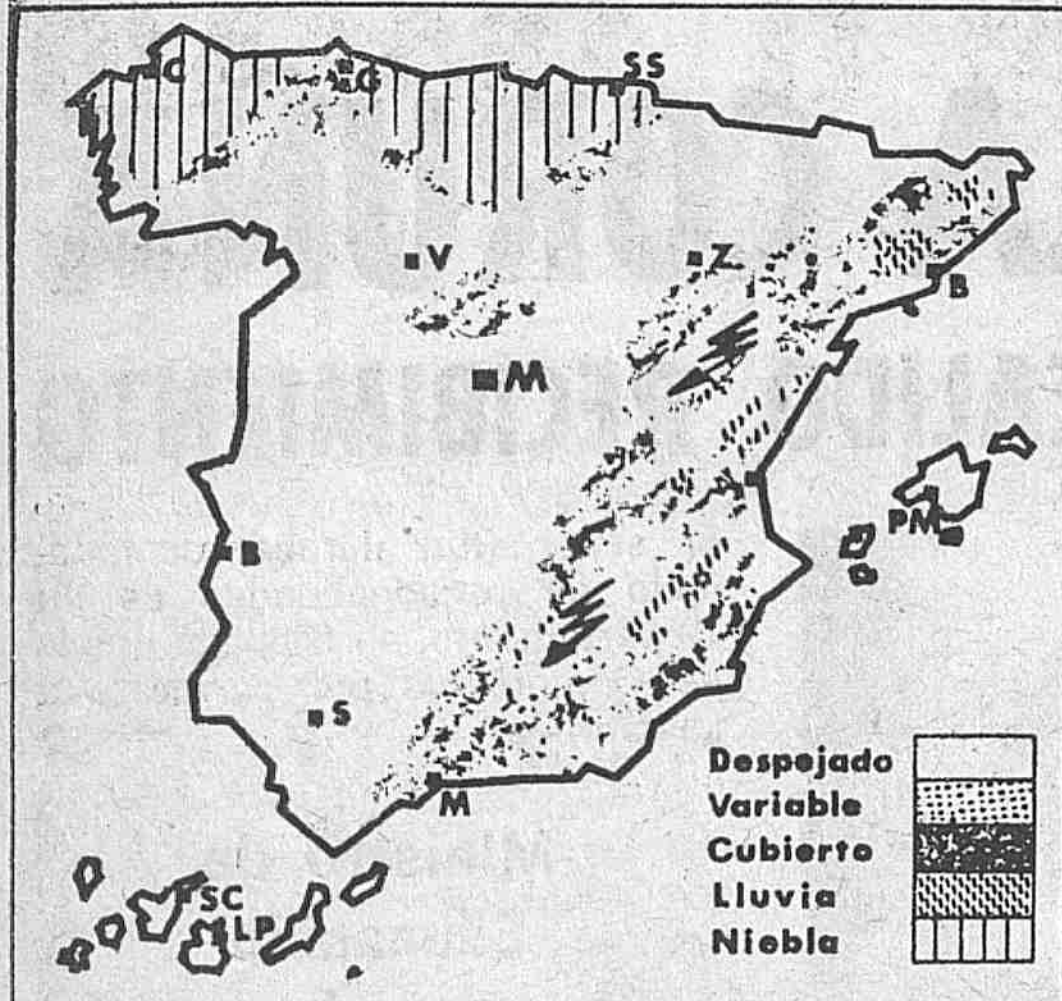 C
G
SS
V
Z
B
M
PM
B
S
M
SC
LP
Despejado
Variable
Cubierto
Lluvia
Niebla